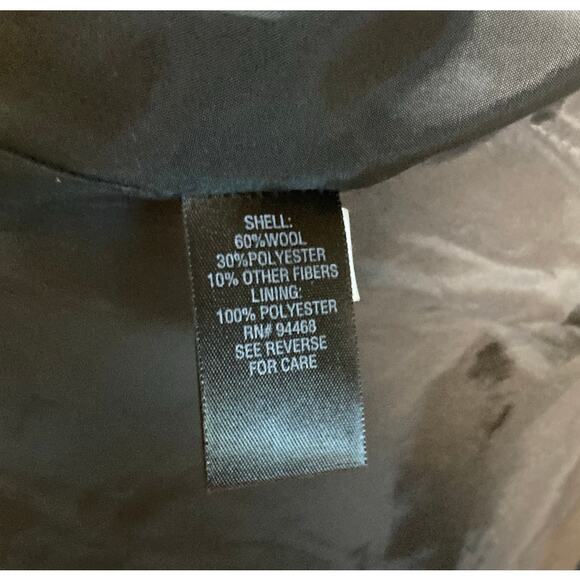 SHELL:
60%WOOL
30%POLYESTER
10% OTHER FIBERS
LINING:
100% POLYESTER
RN# 94468
SEE REVERSE
FOR CARE